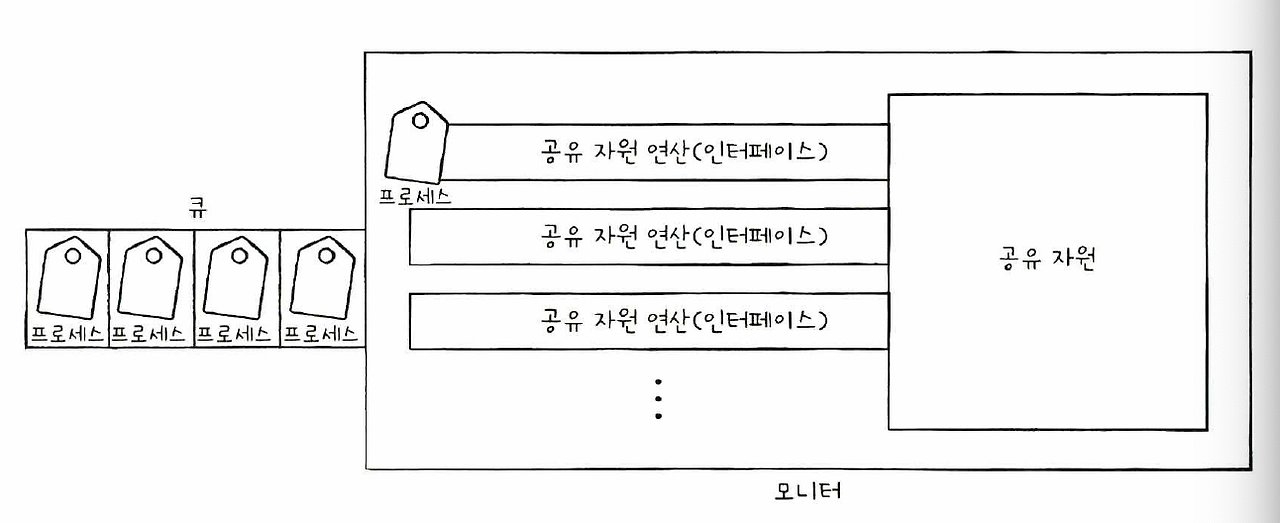 큐
프로세스
프로세스
프로세스
프로세스
프로세스
공유 자원 연산(인터페이스)
공유 자원 연산(인터페이스)
공유 자원 연산(인터페이스)
공유 자원
모니터